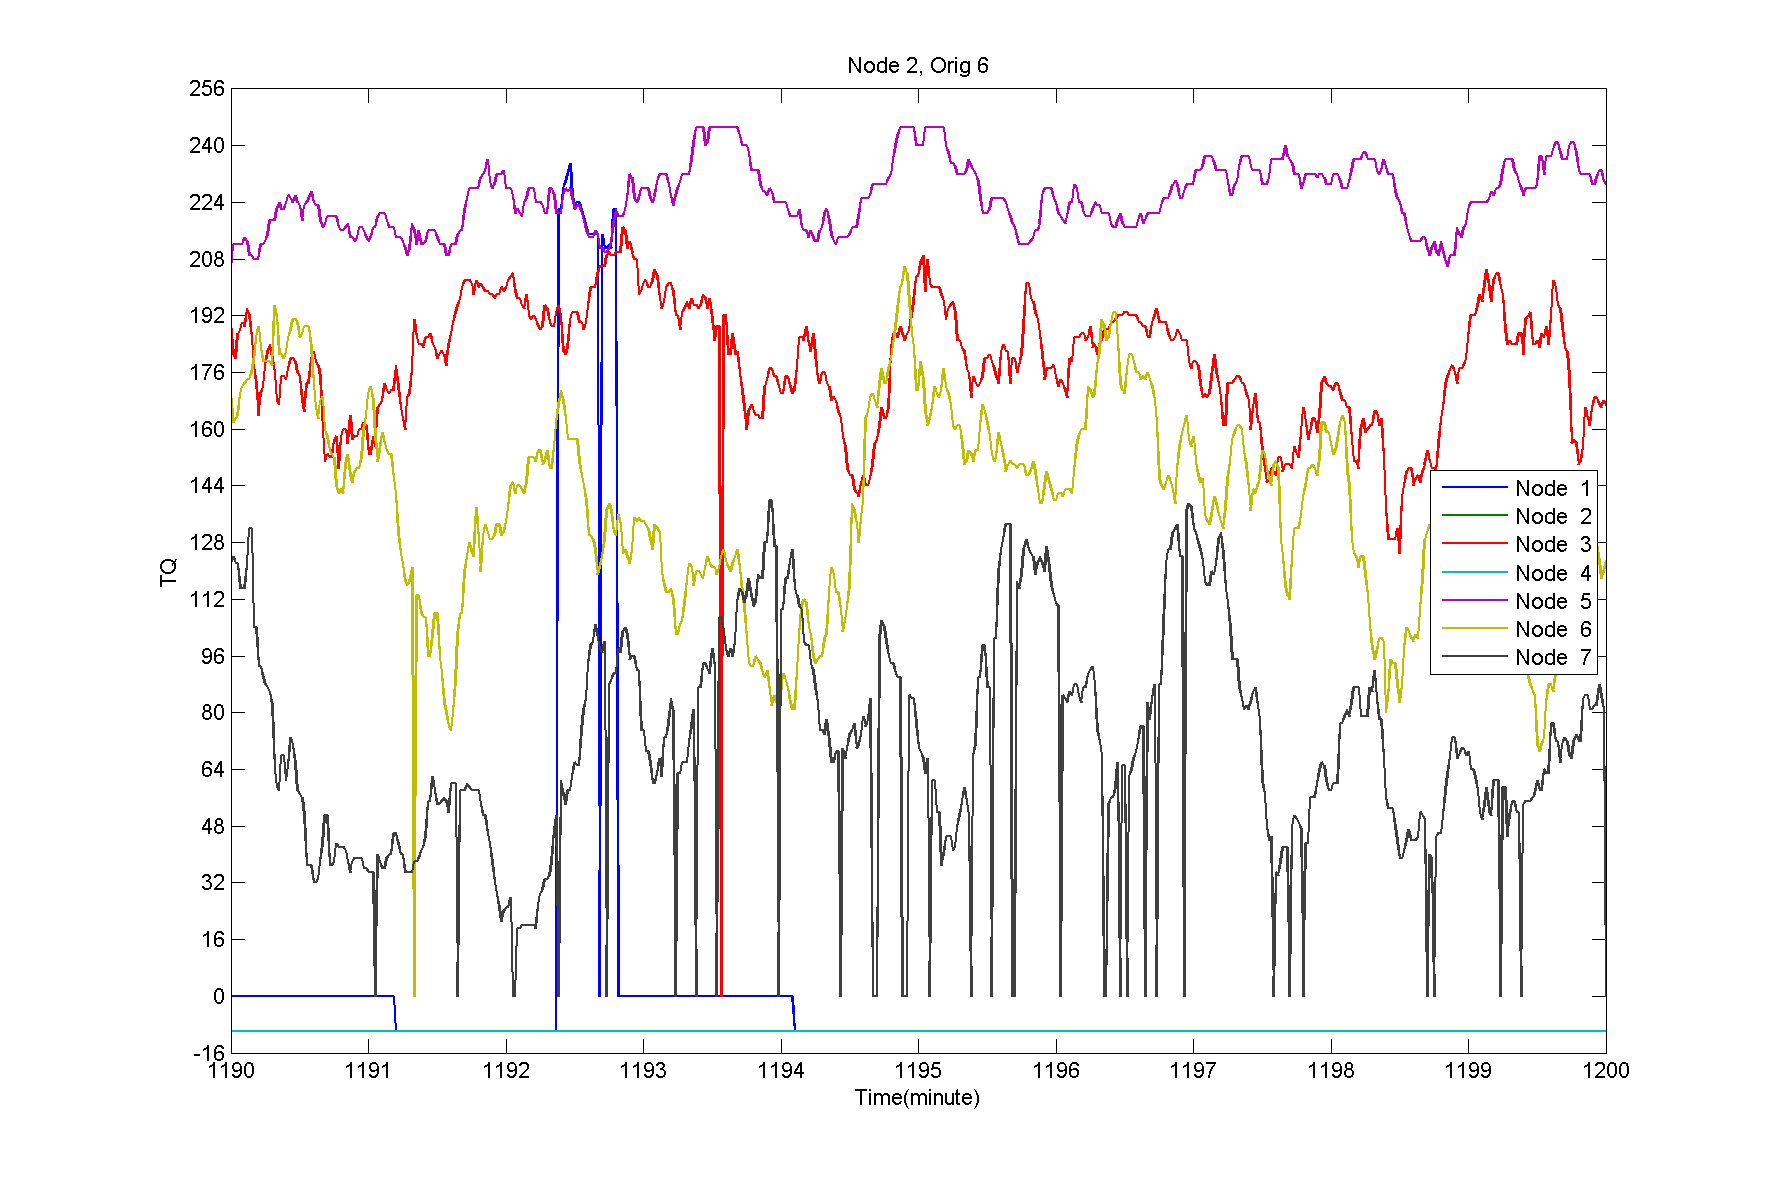 Node 2, Orig 6
256
240
224
208
192
176
160
144
128
112
96
80
64
48
32
16
0
-16
TQ
Node 1
Node 2
Node 3
Node 4
Node 5
Node 6
Node 7
1190 1191 1192 1193 1194 1195 1196 1197 1198 1199 1200
Time(minute)